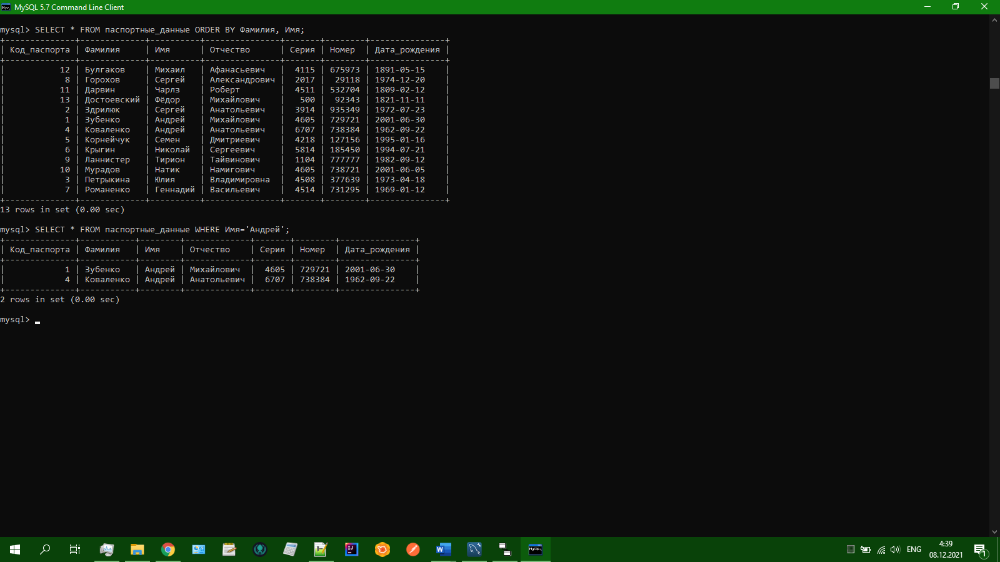 MySQL 5.7 Command Line Client
mysql> SELECT * FROM паспортные_данные ORDER BY Фамилия, Имя;
+--------------+-------------+----------+---------------+-------+--------+---------------+
| Код_паспорта | Фамилия     | Имя      | Отчество      | Серия | Номер  | Дата_рождения |
+--------------+-------------+----------+---------------+-------+--------+---------------+
|           12 | Булгаков    | Михаил   | Афанасьевич   |  4115 | 675973 | 1891-05-15    |
|            8 | Горохов     | Сергей   | Александрович |  2017 |  29118 | 1974-12-20    |
|           11 | Дарвин      | Чарлз    | Роберт        |  4511 | 532704 | 1809-02-12    |
|           13 | Достоевский | Фёдор    | Михайлович    |   500 |  92343 | 1821-11-11    |
|            2 | Здрилюк     | Сергей   | Анатольевич   |  3914 | 935349 | 1972-07-23    |
|            1 | Зубенко     | Андрей   | Михайлович    |  4605 | 729721 | 2001-06-30    |
|            4 | Коваленко   | Андрей   | Анатольевич   |  6707 | 738384 | 1962-09-22    |
|            5 | Корнейчук   | Семен    | Дмитриевич    |  4218 | 127156 | 1995-01-16    |
|            6 | Крыгин      | Николай  | Сергеевич     |  5814 | 185450 | 1994-07-21    |
|            9 | Ланнистер   | Тирион   | Тайвинович    |  1104 | 777777 | 1982-09-12    |
|           10 | Мурадов     | Натик    | Намигович     |  4605 | 738721 | 2001-06-05    |
|            3 | Петрыкина   | Юлия     | Владимировна  |  4508 | 377639 | 1973-04-18    |
|            7 | Романенко   | Геннадий | Васильевич    |  4514 | 731295 | 1969-01-12    |
+--------------+-------------+----------+---------------+-------+--------+---------------+
13 rows in set (0.00 sec)
mysql> SELECT * FROM паспортные_данные WHERE Имя='Андрей';
+--------------+-----------+--------+-------------+-------+--------+---------------+
| Код_паспорта | Фамилия   | Имя    | Отчество    | Серия | Номер  | Дата_рождения |
+--------------+-----------+--------+-------------+-------+--------+---------------+
|            1 | Зубенко   | Андрей | Михайлович  |  4605 | 729721 | 2001-06-30    |
|            4 | Коваленко | Андрей | Анатольевич |  6707 | 738384 | 1962-09-22    |
+--------------+-----------+--------+-------------+-------+--------+---------------+
2 rows in set (0.00 sec)
mysql>
ENG
4:39
08.12.2021
1